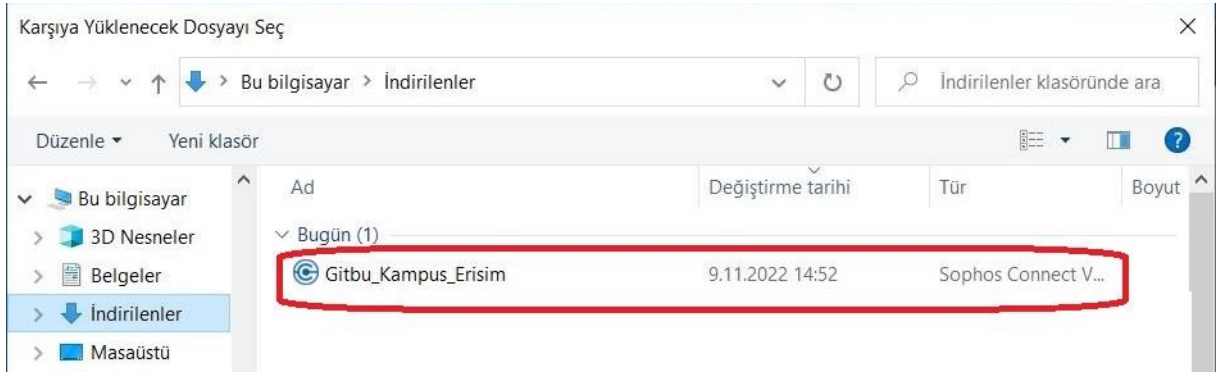 Karşıya Yüklenecek Dosyayı Seç
Bu bilgisayar > İndirilenler
İndirilenler klasöründe ara
Düzenle
Yeni klasör
Bu bilgisayar
3D Nesneler
Belgeler
İndirilenler
Masaüstü
Ad
Değiştirme tarihi
Tür
Boyut
Bugün (1)
Gitbu_Kampus_Erisim
9.11.2022 14:52
Sophos Connect V...